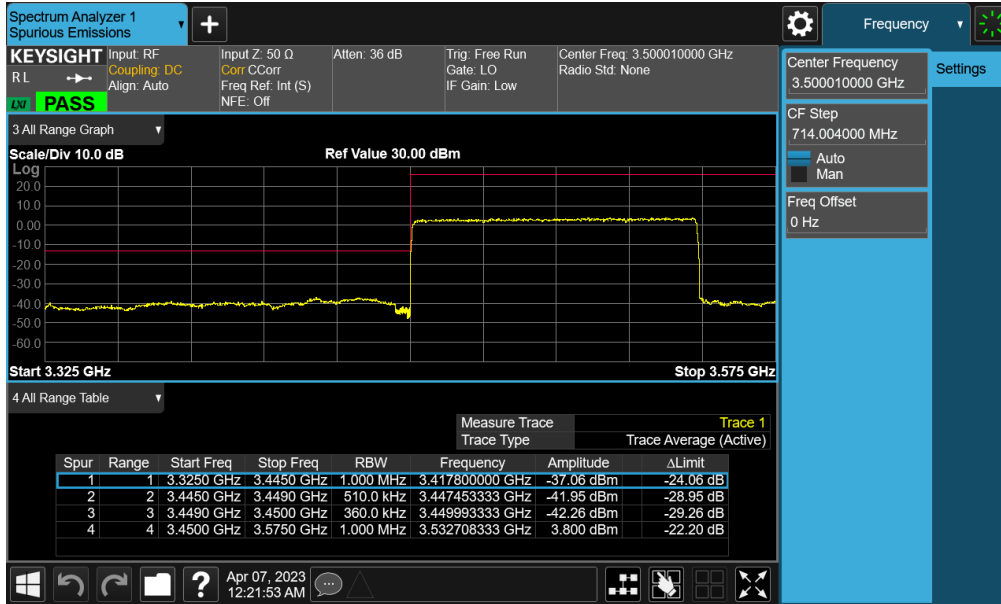 Spectrum Analyzer 1
Spurious Emissions
Frequency
KEYSIGHT
R L
LXI
PASS
Input: RF
Coupling: DC
Align: Auto
Input Z: 50 Ω
Corr CCorr
Freq Ref: Int (S)
NFE: Off
Atten: 36 dB
Trig: Free Run
Gate: LO
IF Gain: Low
Center Freq: 3.500010000 GHz
Radio Std: None
Center Frequency
3.500010000 GHz
Settings
CF Step
714.004000 MHz
Auto
Man
Freq Offset
0 Hz
3 All Range Graph
Scale/Div 10.0 dB
Ref Value 30.00 dBm
Log
20.0
10.0
0.00
-10.0
-20.0
-30.0
-40.0
-50.0
-60.0
Start 3.325 GHz
Stop 3.575 GHz
4 All Range Table
Measure Trace Trace 1
Trace Type Trace Average (Active)
Spur Range Start Freq Stop Freq RBW Frequency Amplitude ΔLimit
1 1 3.3250 GHz 3.4450 GHz 1.000 MHz 3.417800000 GHz -37.06 dBm -24.06 dB
2 2 3.4450 GHz 3.4490 GHz 510.0 kHz 3.447453333 GHz -41.95 dBm -28.95 dB
3 3 3.4490 GHz 3.4500 GHz 360.0 kHz 3.449993333 GHz -42.26 dBm -29.26 dB
4 4 3.4500 GHz 3.5750 GHz 1.000 MHz 3.532708333 GHz 3.800 dBm -22.20 dB
?
Apr 07, 2023
12:21:53 AM